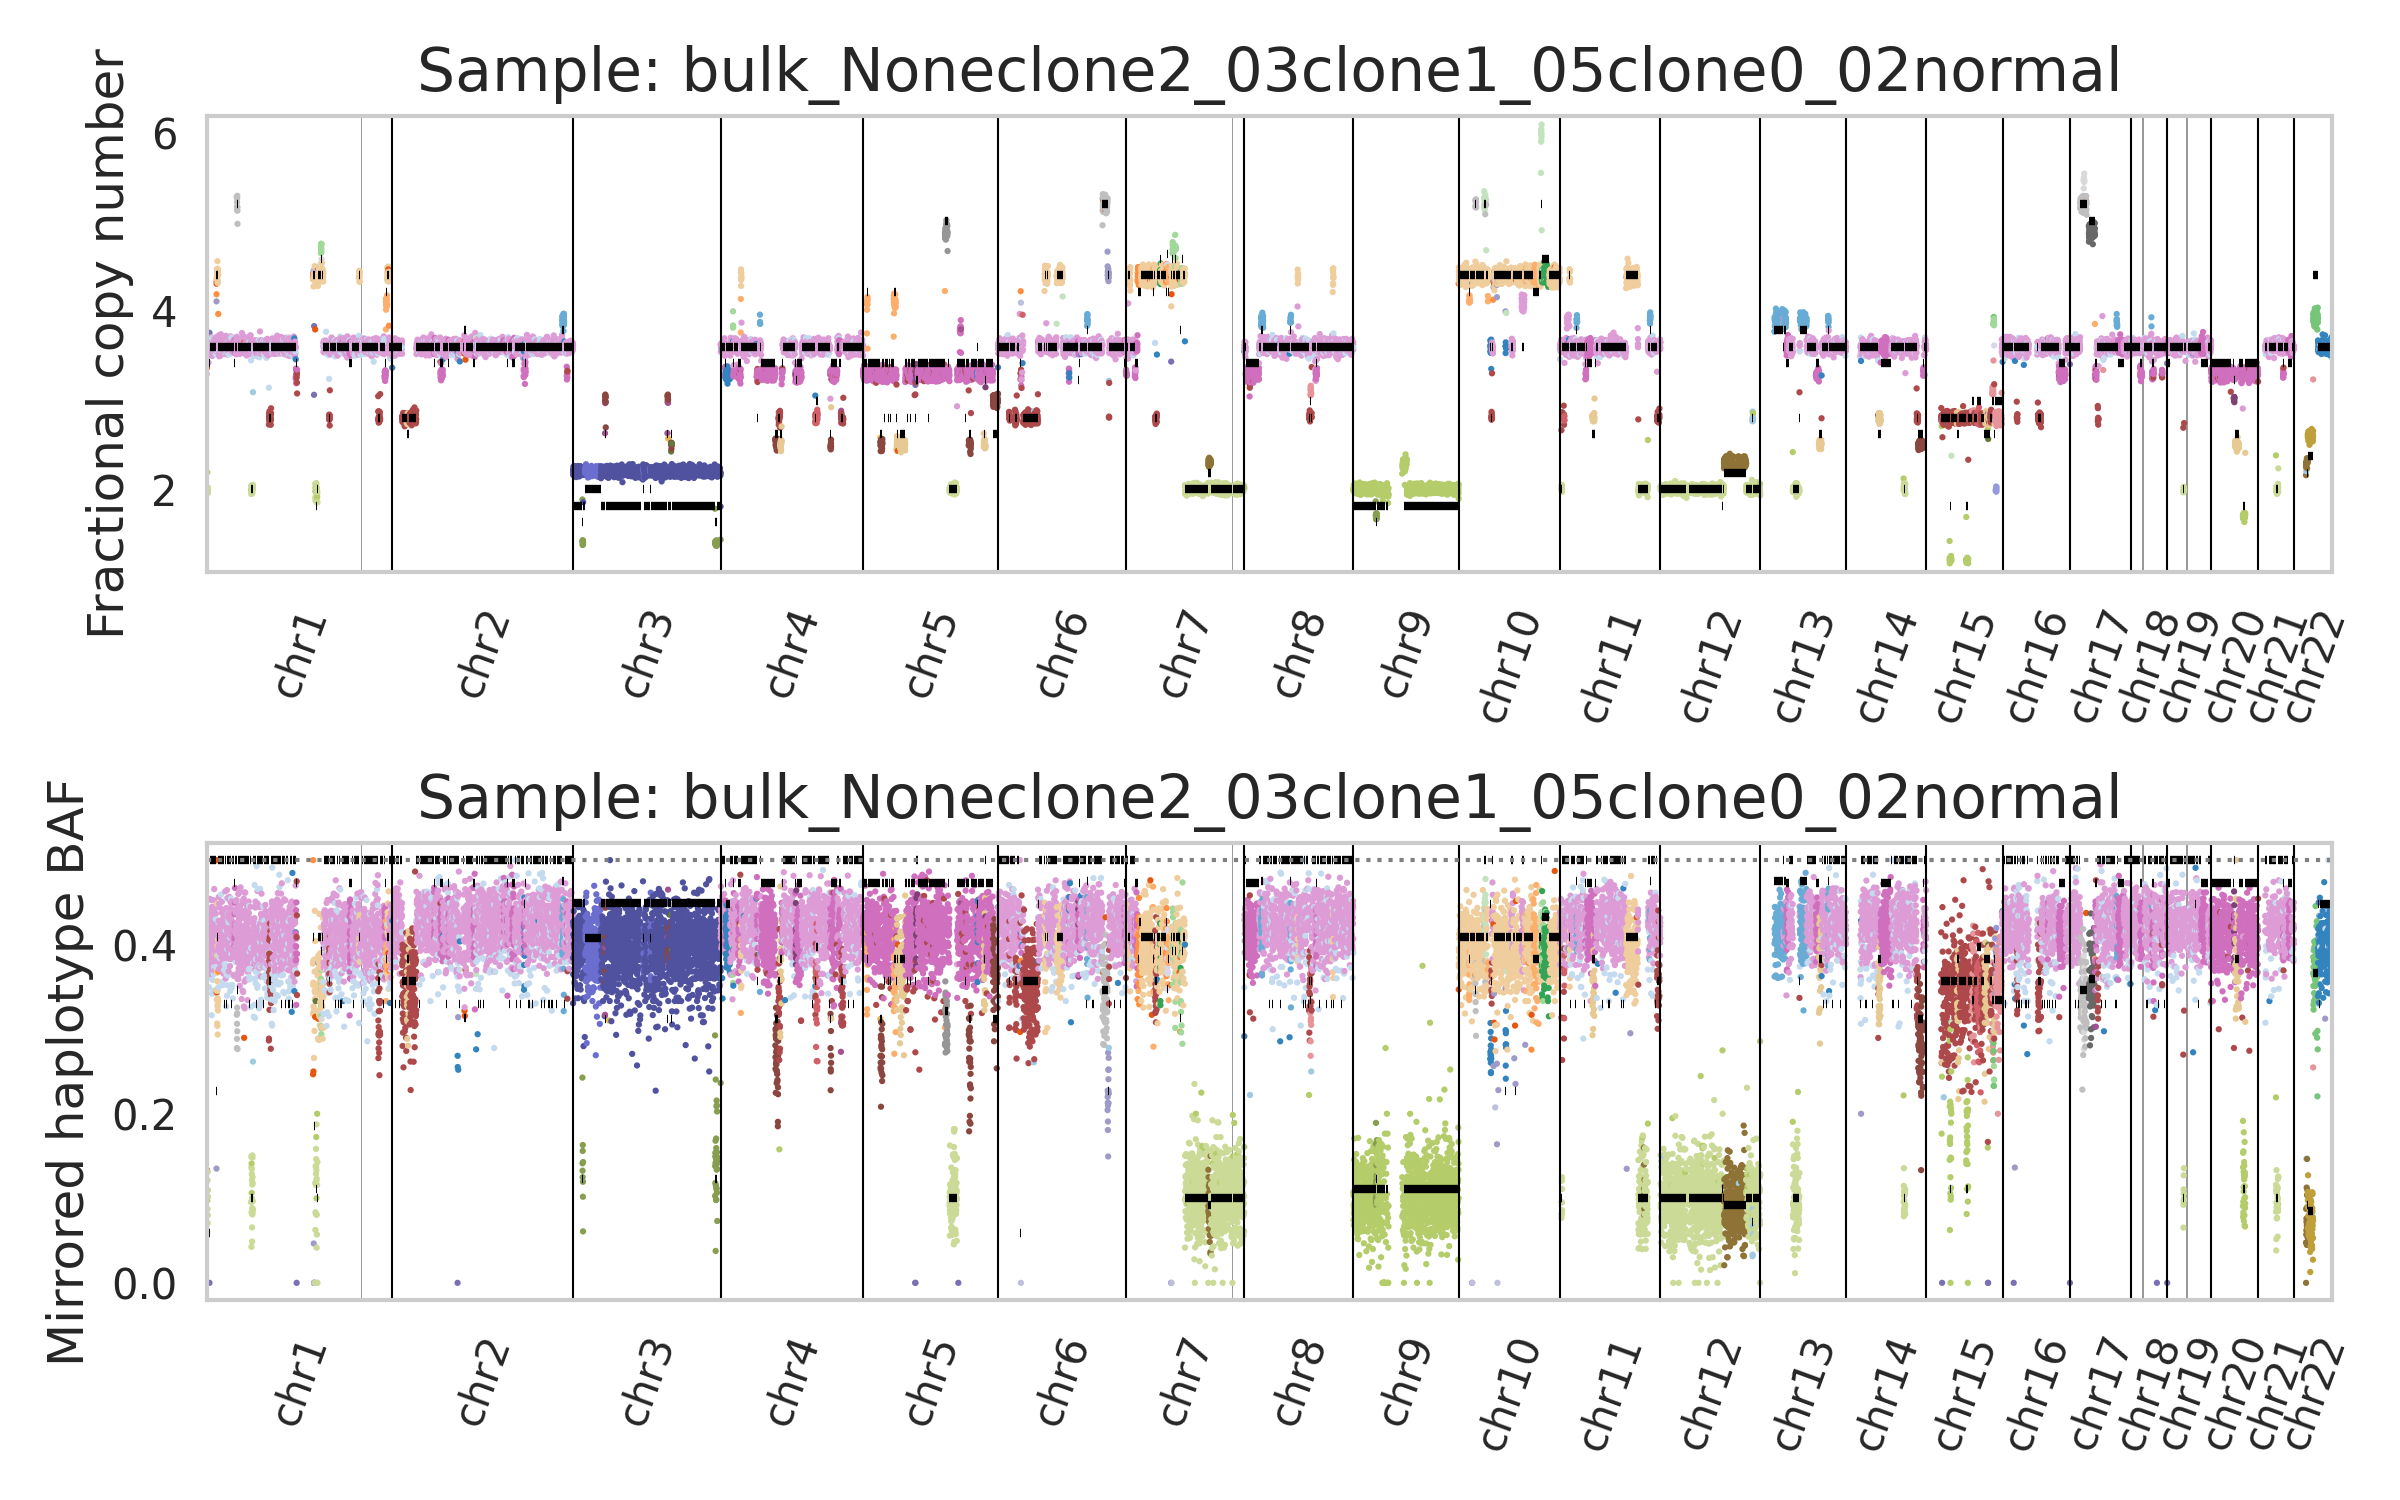 Sample: bulk_Noneclone2_03clone1_05clone0_02normal
Fractional copy number
6
4
2
chr1
chr2
chr3
chr4
chr5
chr6
chr7
chr8
chr9
chr10
chr11
chr12
chr13
chr14
chr15
chr16
chr17
chr18
chr19
chr20
chr21
chr22
Sample: bulk_Noneclone2_03clone1_05clone0_02normal
Mirrored haplotype BAF
0.4
0.2
0.0
chr1
chr2
chr3
chr4
chr5
chr6
chr7
chr8
chr9
chr10
chr11
chr12
chr13
chr14
chr15
chr16
chr17
chr18
chr19
chr20
chr21
chr22